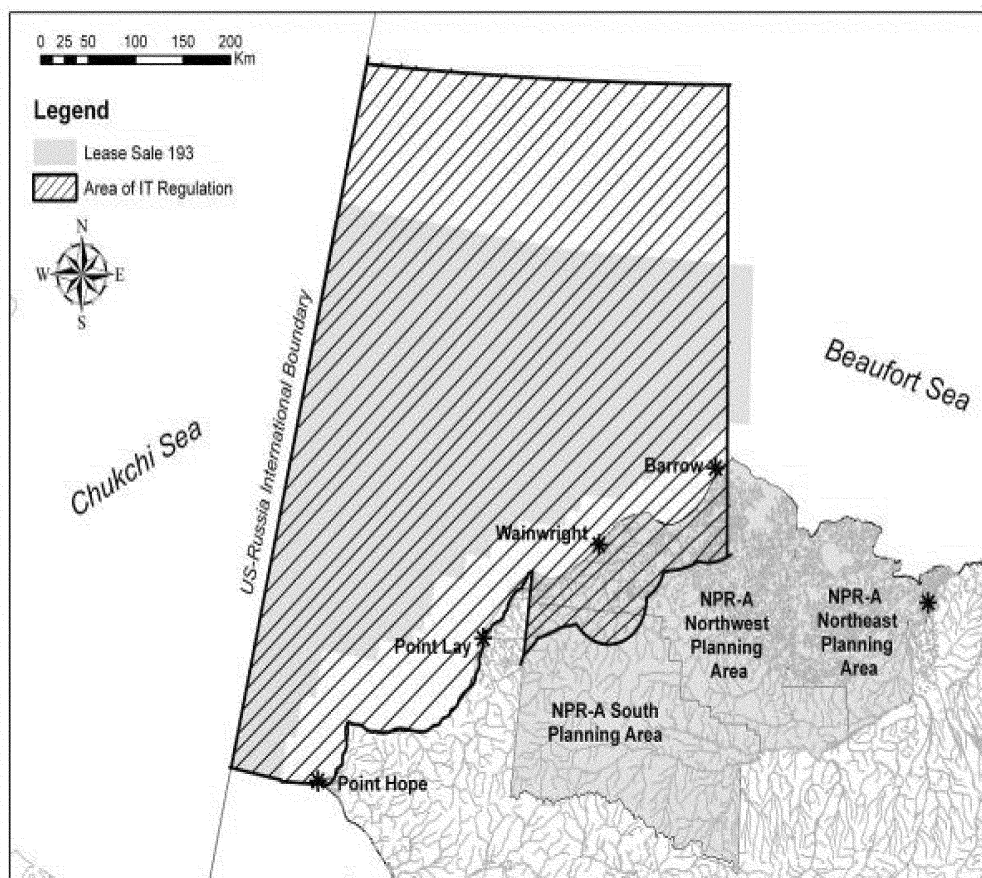 0 25 50 100 150 200
Km
Legend
Lease Sale 193
Area of IT Regulation
N
W E
S
US-Russia International Boundary
Chukchi Sea
Beaufort Sea
Barrow
Wainwright
Point Lay
Point Hope
NPR-A
Northwest
Planning
Area
NPR-A
Northeast
Planning
Area
NPR-A South
Planning Area